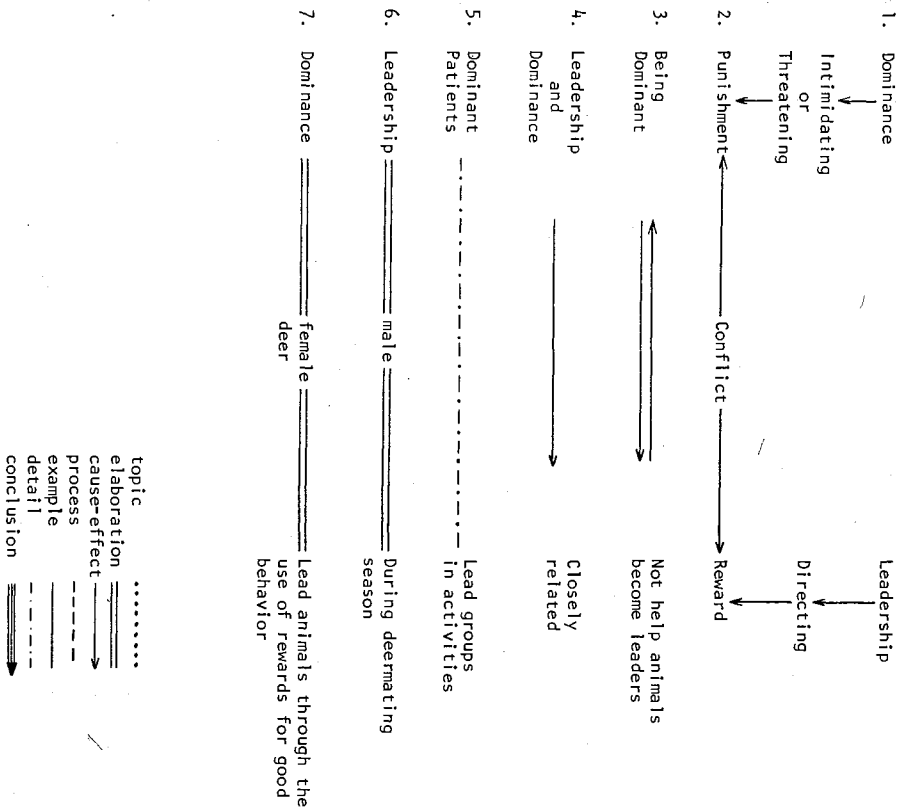 1. Dominance Leadership
Intimidating
or
Threatening
Directing
2. Punishment Conflict Reward
3. Being
Dominant
Not help animals
become leaders
4. Leadership
and
Dominance
Closely
related
5. Dominant
Patients
Lead groups
in activities
6. Leadership male During deermating
season
7. Dominance female
deer
Lead animals through the
use of rewards for good
behavior
topic
elaboration
cause-effect
process
example
detail
conclusion